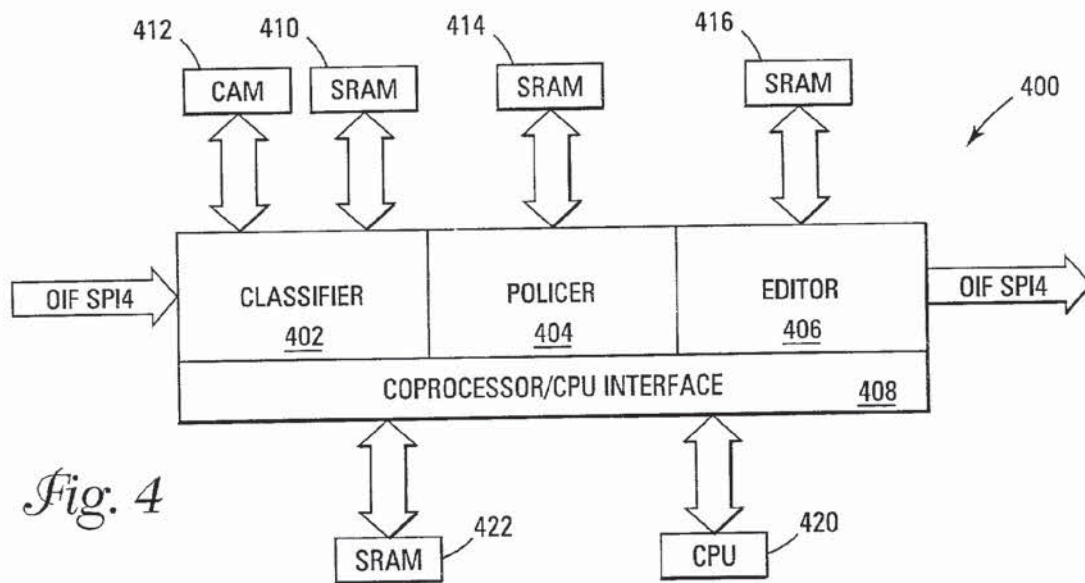 412
410
414
416
CAM
SRAM
SRAM
SRAM
400
OIF SPI4
CLASSIFIER
402
POLICER
404
EDITOR
406
OIF SPI4
COPROCESSOR/CPU INTERFACE
408
Fig. 4
SRAM
422
CPU
420